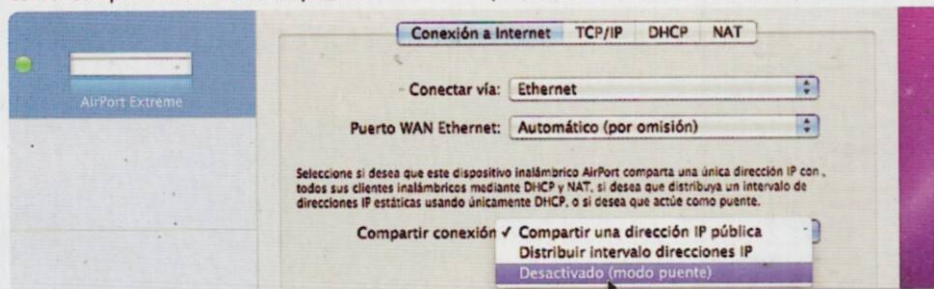 Conexión a Internet TCP/IP DHCP NAT
AirPort Extreme
Conectar vía: Ethernet
Puerto WAN Ethernet: Automático (por omisión)
Seleccione si desea que este dispositivo inalámbrico AirPort comparta una única dirección IP con
todos sus clientes inalámbricos mediante DHCP y NAT, si desea que distribuya un intervalo de
direcciones IP estáticas usando únicamente DHCP, o si desea que actúe como puente.
Compartir conexión ✓ Compartir una dirección IP pública
Distribuir intervalo direcciones IP
Desactivado (modo puente)